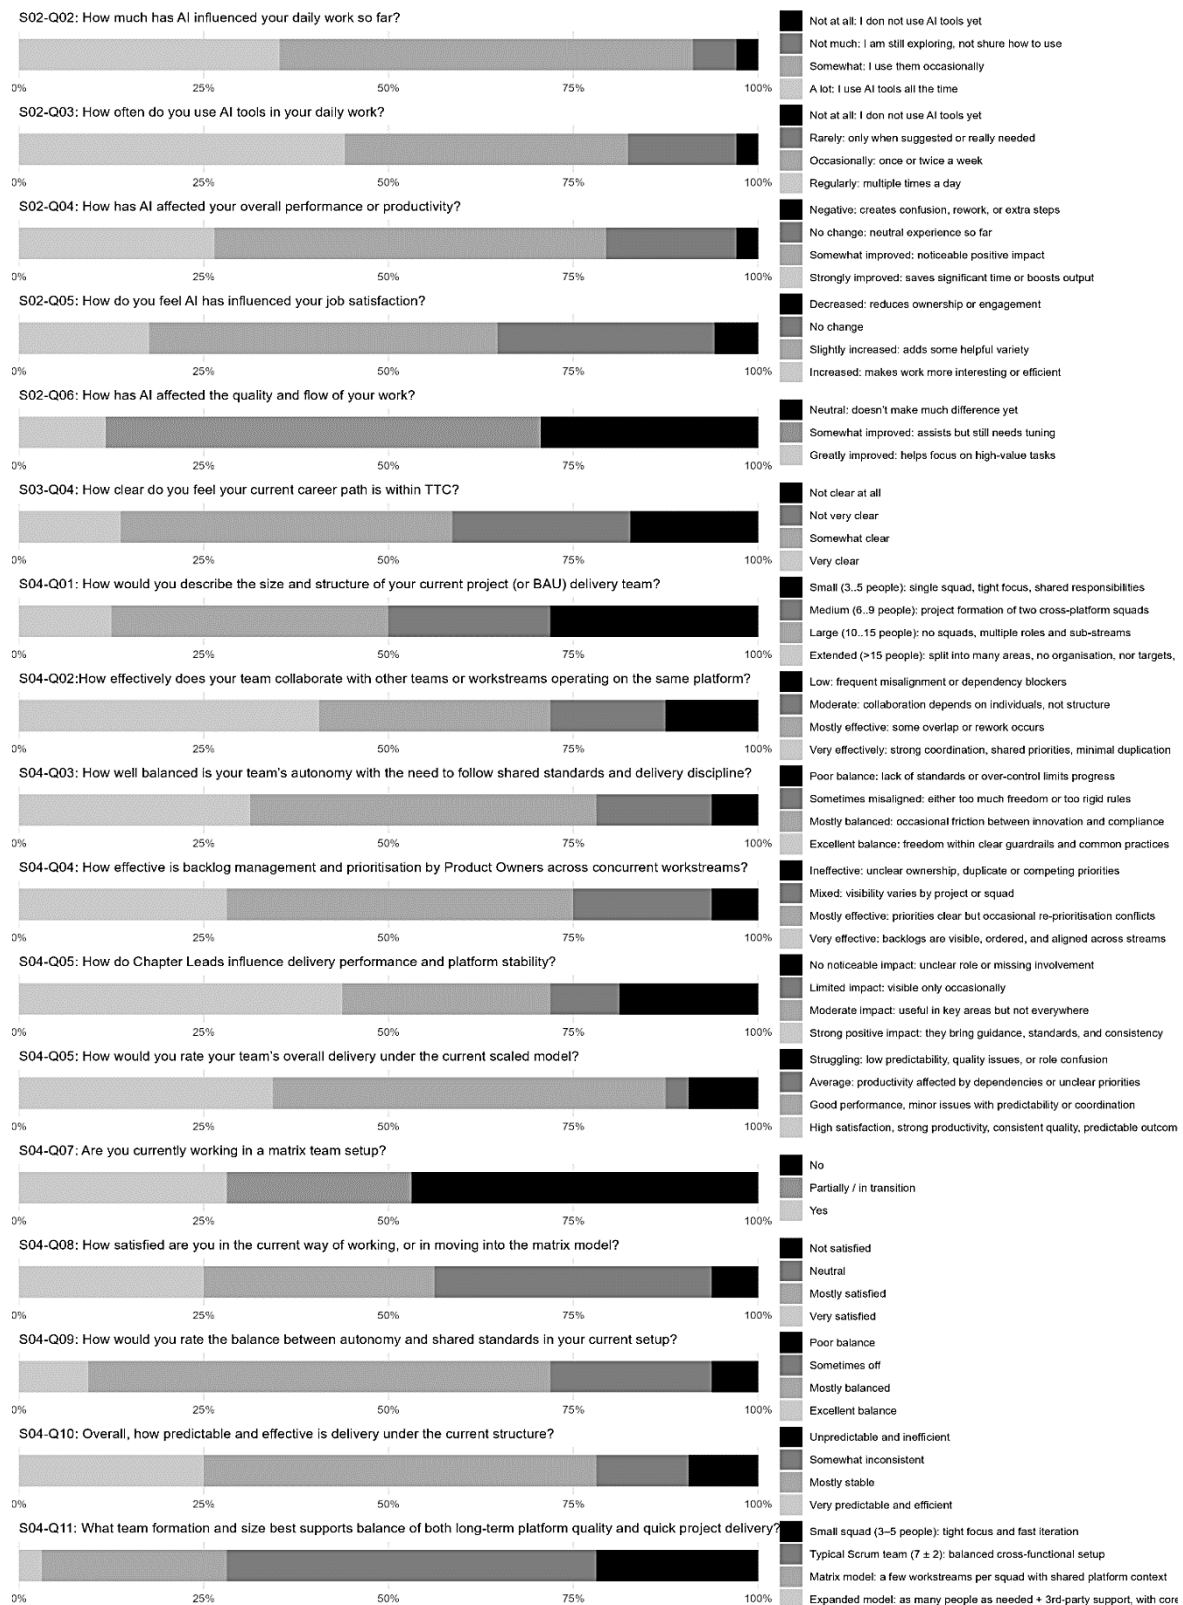 S02-Q02: How much has AI influenced your daily work so far?
Not at all: I don not use AI tools yet
Not much: I am still exploring, not shure how to use
Somewhat: I use them occasionally
A lot: I use AI tools all the time
0% 25% 50% 75% 100%
S02-Q03: How often do you use AI tools in your daily work?
Not at all: I don not use AI tools yet
Rarely: only when suggested or really needed
Occasionally: once or twice a week
Regularly: multiple times a day
0% 25% 50% 75% 100%
S02-Q04: How has AI affected your overall performance or productivity?
Negative: creates confusion, rework, or extra steps
No change: neutral experience so far
Somewhat improved: noticeable positive impact
Strongly improved: saves significant time or boosts output
0% 25% 50% 75% 100%
S02-Q05: How do you feel AI has influenced your job satisfaction?
Decreased: reduces ownership or engagement
No change
Slightly increased: adds some helpful variety
Increased: makes work more interesting or efficient
0% 25% 50% 75% 100%
S02-Q06: How has AI affected the quality and flow of your work?
Neutral: doesn't make much difference yet
Somewhat improved: assists but still needs tuning
Greatly improved: helps focus on high-value tasks
0% 25% 50% 75% 100%
S03-Q04: How clear do you feel your current career path is within TTC?
Not clear at all
Not very clear
Somewhat clear
Very clear
0% 25% 50% 75% 100%
S04-Q01: How would you describe the size and structure of your current project (or BAU) delivery team?
Small (3..5 people): single squad, tight focus, shared responsibilities
Medium (6..9 people): project formation of two cross-platform squads
Large (10..15 people): no squads, multiple roles and sub-streams
Extended (>15 people): split into many areas, no organisation, nor targets,
0% 25% 50% 75% 100%
S04-Q02:How effectively does your team collaborate with other teams or workstreams operating on the same platform?
Low: frequent misalignment or dependency blockers
Moderate: collaboration depends on individuals, not structure
Mostly effective: some overlap or rework occurs
Very effectively: strong coordination, shared priorities, minimal duplication
0% 25% 50% 75% 100%
S04-Q03: How well balanced is your team's autonomy with the need to follow shared standards and delivery discipline?
Poor balance: lack of standards or over-control limits progress
Sometimes misaligned: either too much freedom or too rigid rules
Mostly balanced: occasional friction between innovation and compliance
Excellent balance: freedom within clear guardrails and common practices
0% 25% 50% 75% 100%
S04-Q04: How effective is backlog management and prioritisation by Product Owners across concurrent workstreams?
Ineffective: unclear ownership, duplicate or competing priorities
Mixed: visibility varies by project or squad
Mostly effective: priorities clear but occasional re-prioritisation conflicts
Very effective: backlogs are visible, ordered, and aligned across streams
0% 25% 50% 75% 100%
S04-Q05: How do Chapter Leads influence delivery performance and platform stability?
No noticeable impact: unclear role or missing involvement
Limited impact: visible only occasionally
Moderate impact: useful in key areas but not everywhere
Strong positive impact: they bring guidance, standards, and consistency
0% 25% 50% 75% 100%
S04-Q05: How would you rate your team's overall delivery under the current scaled model?
Struggling: low predictability, quality issues, or role confusion
Average: productivity affected by dependencies or unclear priorities
Good performance, minor issues with predictability or coordination
High satisfaction, strong productivity, consistent quality, predictable outcom
0% 25% 50% 75% 100%
S04-Q07: Are you currently working in a matrix team setup?
No
Partially / in transition
Yes
0% 25% 50% 75% 100%
S04-Q08: How satisfied are you in the current way of working, or in moving into the matrix model?
Not satisfied
Neutral
Mostly satisfied
Very satisfied
0% 25% 50% 75% 100%
S04-Q09: How would you rate the balance between autonomy and shared standards in your current setup?
Poor balance
Sometimes off
Mostly balanced
Excellent balance
0% 25% 50% 75% 100%
S04-Q10: Overall, how predictable and effective is delivery under the current structure?
Unpredictable and inefficient
Somewhat inconsistent
Mostly stable
Very predictable and efficient
0% 25% 50% 75% 100%
S04-Q11: What team formation and size best supports balance of both long-term platform quality and quick project delivery?
Small squad (3–5 people): tight focus and fast iteration
Typical Scrum team (7 ± 2): balanced cross-functional setup
Matrix model: a few workstreams per squad with shared platform context
Expanded model: as many people as needed + 3rd-party support, with core
0% 25% 50% 75% 100%